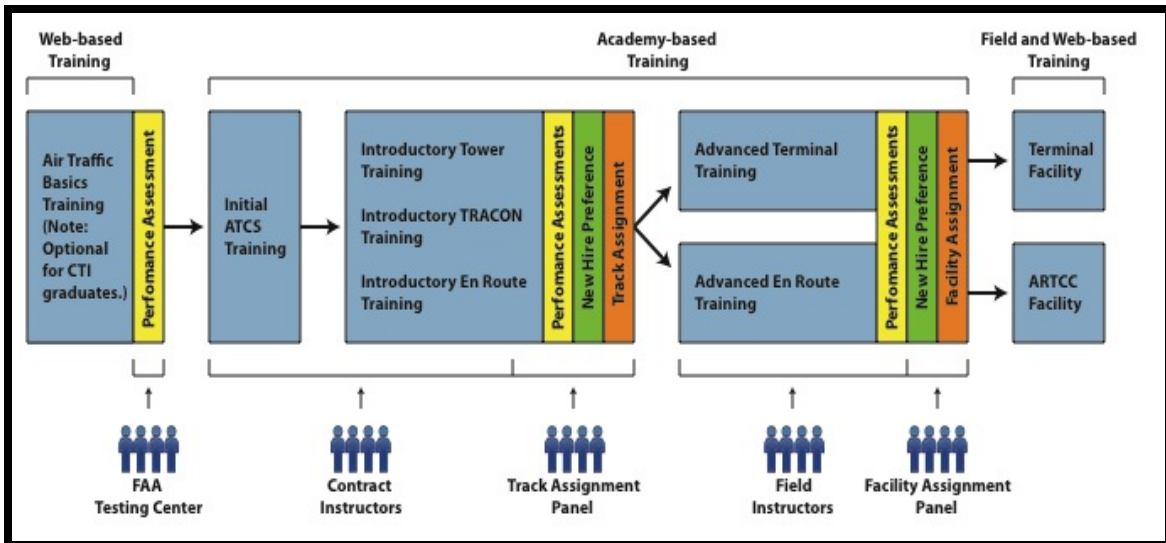 Web-based
Training
Academy-based
Training
Field and Web-based
Training
Air Traffic
Basics
Training
(Note:
Optional
for CTI
graduates.)
Perfomance Assessment
Initial
ATCS
Training
Introductory Tower
Training
Introductory TRACON
Training
Introductory En Route
Training
Perfomance Assessments
New Hire Preference
Track Assignment
Advanced Terminal
Training
Advanced En Route
Training
Perfomance Assessments
New Hire Preference
Facility Assignment
Terminal
Facility
ARTCC
Facility
FAA
Testing Center
Contract
Instructors
Track Assignment
Panel
Field
Instructors
Facility Assignment
Panel